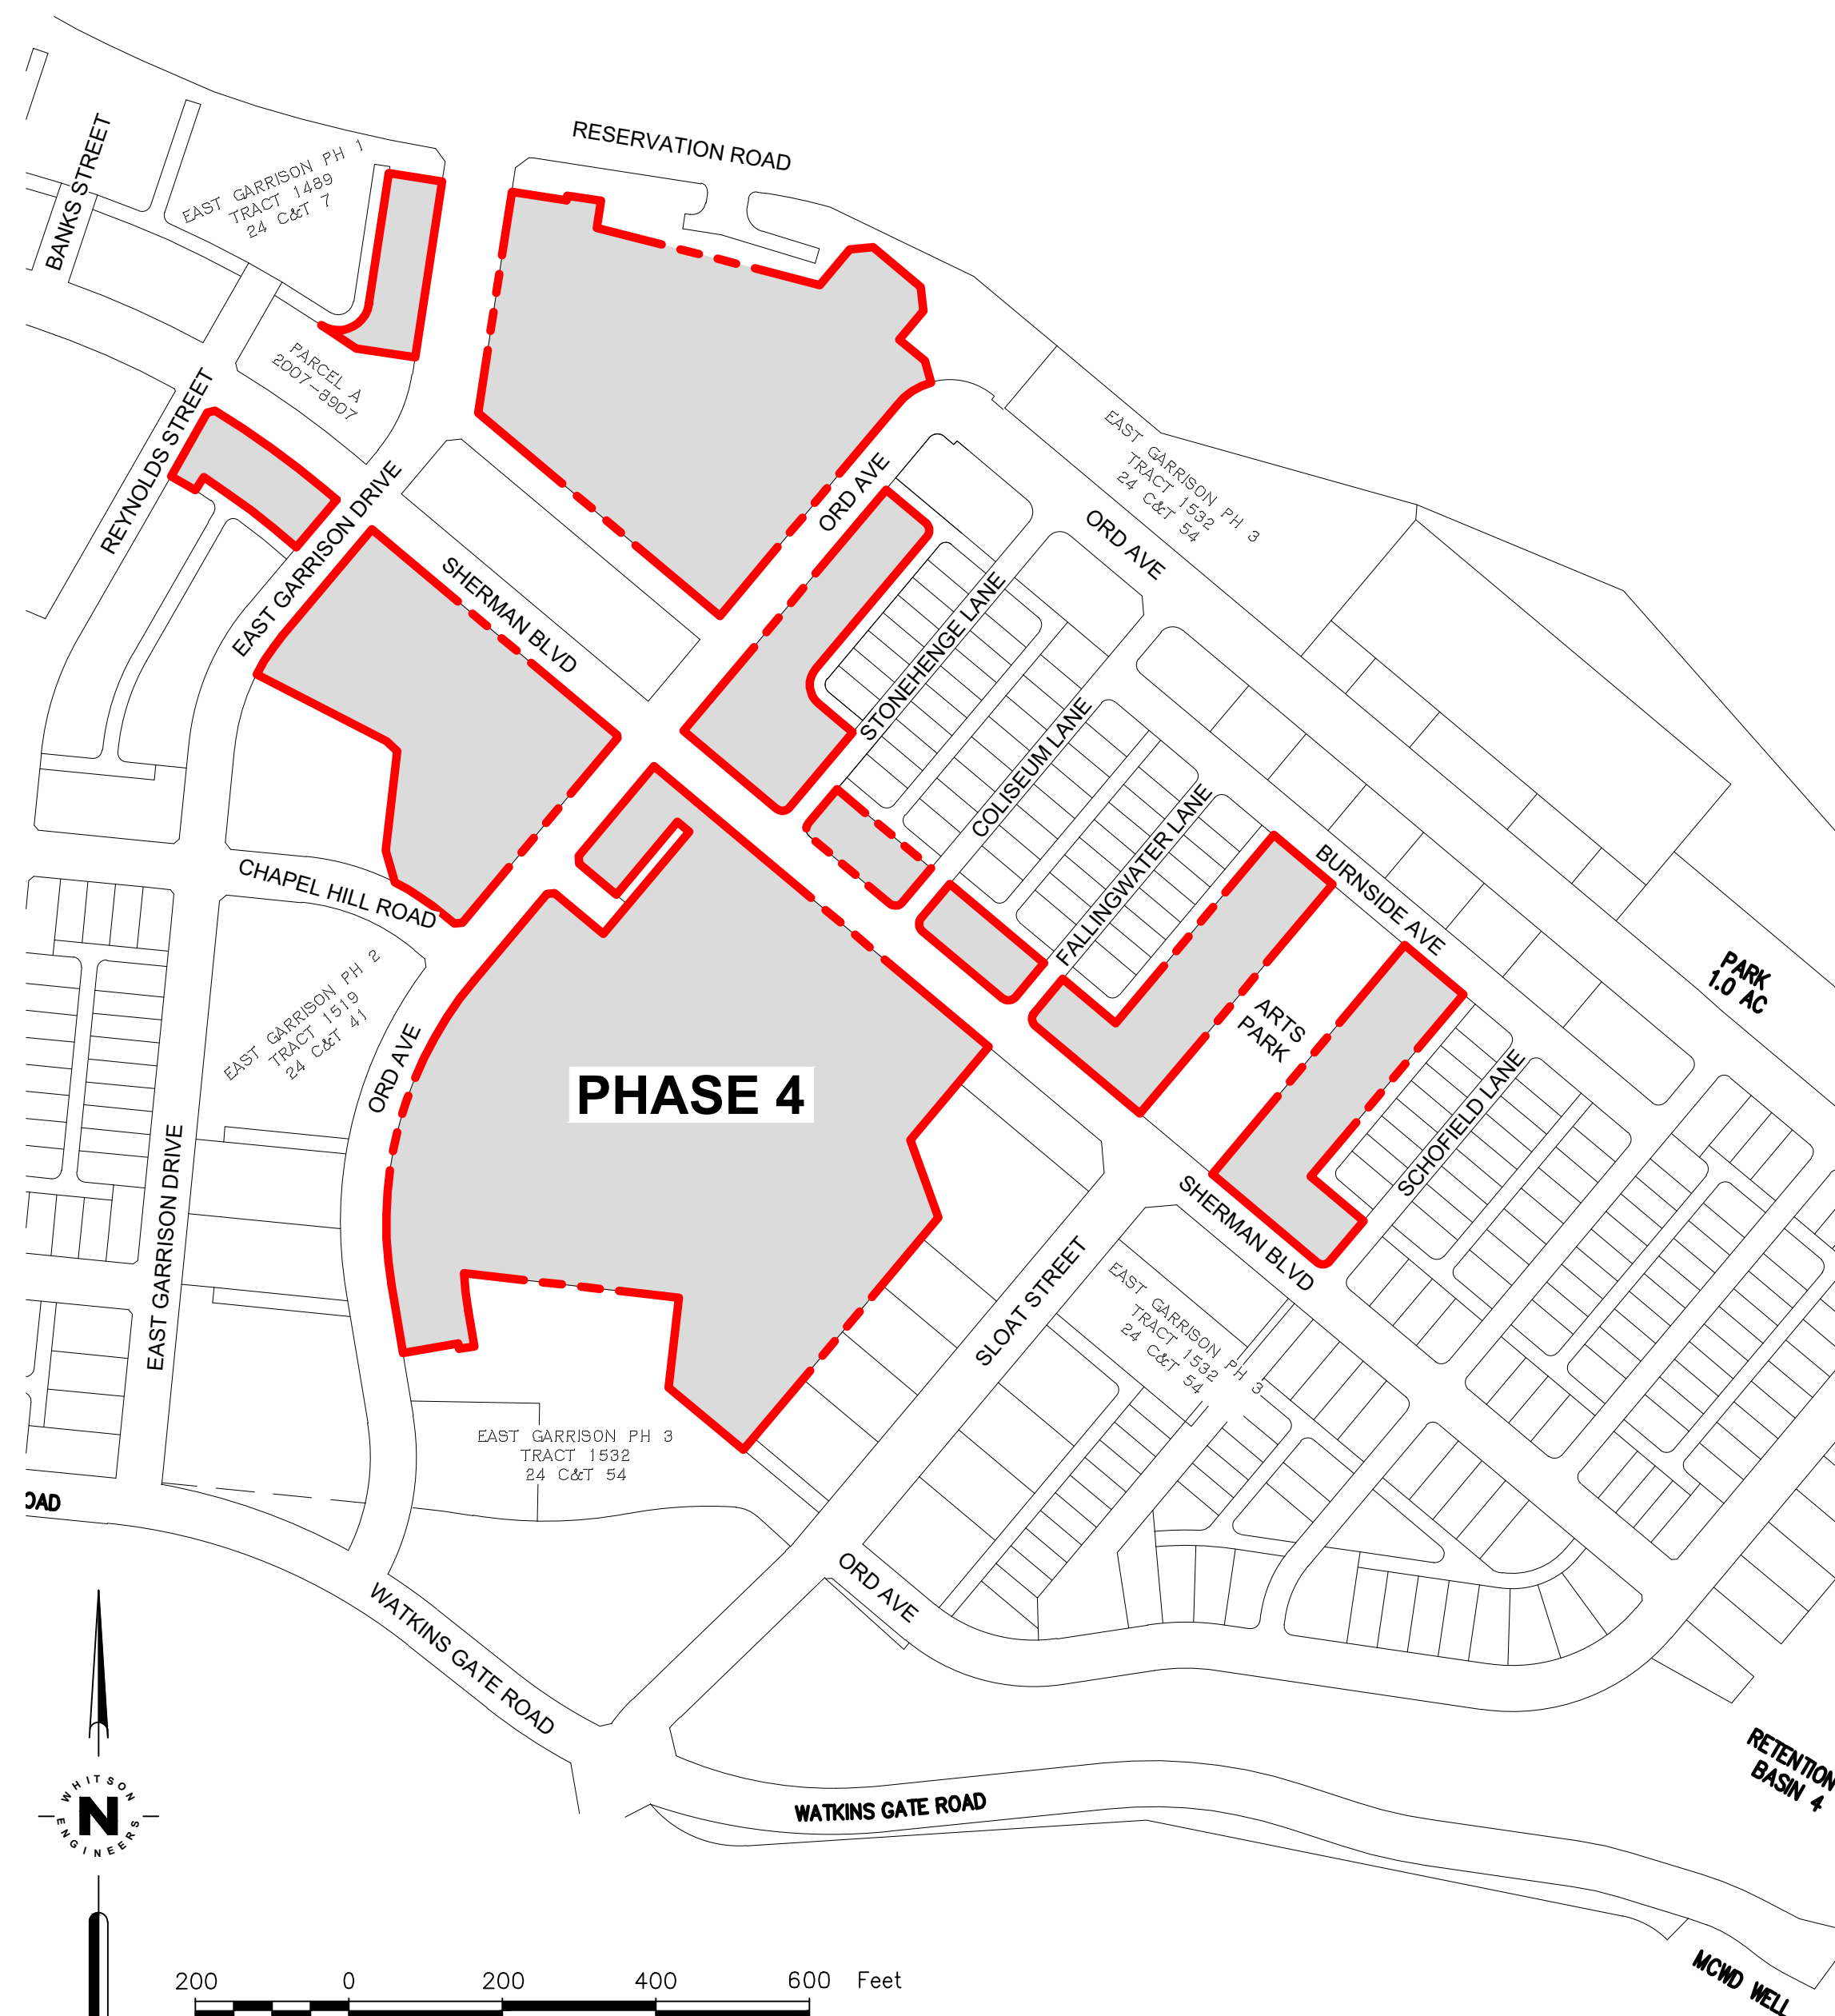 RESERVATION ROAD
BANKS STREET
EAST GARRISON PH 1
TRACT 1489
24 C&T 7
PARCEL A
2007-8907
REYNOLDS STREET
EAST GARRISON DRIVE
SHERMAN BLVD
ORD AVE
EAST GARRISON PH 3
TRACT 1532
24 C&T 54
ORD AVE
STONEHENGE LANE
COLISEUM LANE
FALLINGWATER LANE
BURNSIDE AVE
CHAPEL HILL ROAD
PARK
1.0 AC
ARTS
PARK
EAST GARRISON PH 2
TRACT 1519
24 C&T 41
ORD AVE
PHASE 4
SCHOFIELD LANE
EAST GARRISON DRIVE
SHERMAN BLVD
SLOAT STREET
EAST GARRISON PH 3
TRACT 1532
24 C&T 54
EAST GARRISON PH 3
TRACT 1532
24 C&T 54
OAD
ORD AVE
WATKINS GATE ROAD
WATKINS GATE ROAD
RETENTION
BASIN 4
WHITSON
N
ENGINEERS
MCWD WELL
200 0 200 400 600 Feet